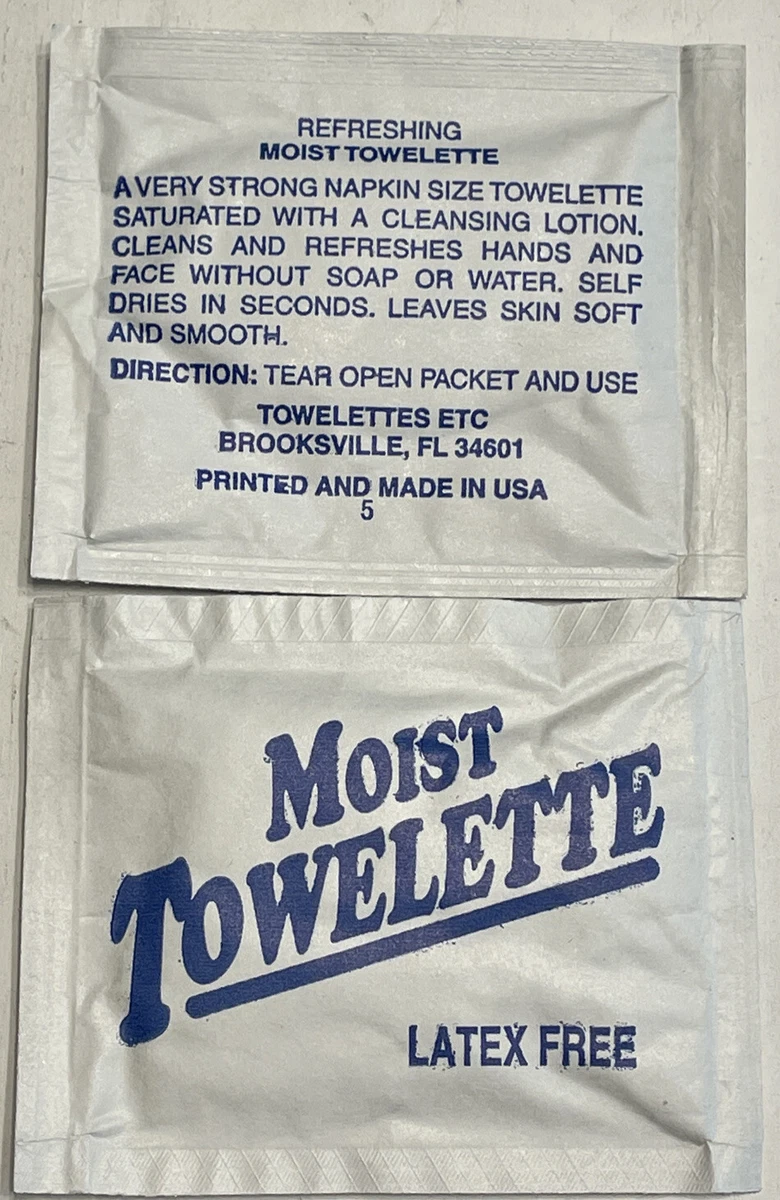 REFRESHING
MOIST TOWELETTE
A VERY STRONG NAPKIN SIZE TOWELETTE
SATURATED WITH A CLEANSING LOTION.
CLEANS AND REFRESHES HANDS AND
FACE WITHOUT SOAP OR WATER. SELF
DRIES IN SECONDS. LEAVES SKIN SOFT
AND SMOOTH.
DIRECTION: TEAR OPEN PACKET AND USE
TOWELETTES ETC
BROOKSVILLE, FL 34601
PRINTED AND MADE IN USA
5
MOIST
TOWELETTE
LATEX FREE